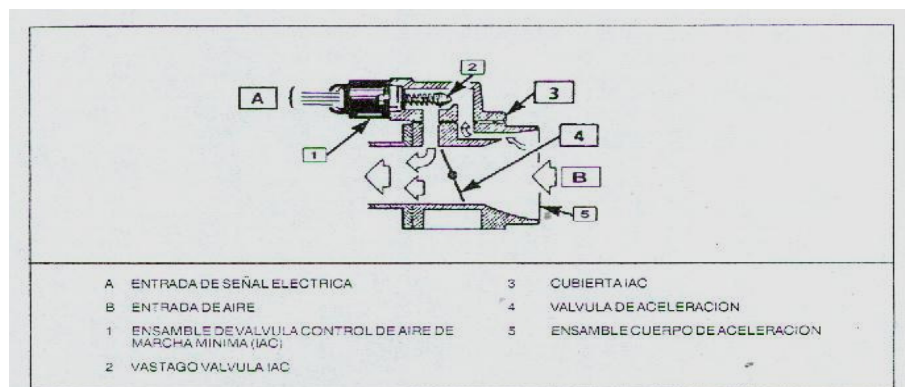 2
A
3
4
1
B
5
A ENTRADA DE SEÑAL ELECTRICA
B ENTRADA DE AIRE
1 ENSAMBLE DE VALVULA CONTROL DE AIRE DE
MARCHA MINIMA (IAC)
2 VASTAGO VALVULA IAC
3 CUBIERTA IAC
4 VALVULA DE ACELERACION
5 ENSAMBLE CUERPO DE ACELERACION